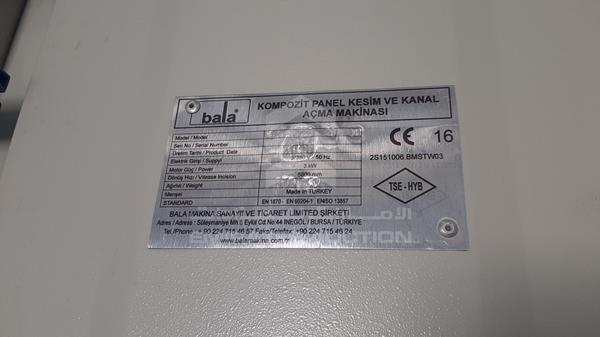 bala
KOMPOZİT PANEL KESİM VE KANAL
AÇMA MAKİNASI
Model / Model
Seri No / Serial Number
Üretim Tarihi / Product Date
Elektrik Girişi / Supply 50 Hz
Motor Güç / Power 3 kW
Dönüş Hızı / Vitesse Incision
Ağırlık / Weight
Menşei Made in TURKEY
STANDARD EN 1870 - EN 60204-1 EN ISO 13857
CE 16
2S151006.BMSTW03
TSE - HYB
BALA MAKİNA SANAYİ VE TİCARET LİMİTED ŞİRKETİ
Adres / Address : Süleymaniye Mh. Eylül Cd.No:44 İNEGÖL / BURSA / TÜRKİYE
Tel./Phone : + 90 224 715 46 57 Faks/Telefax: +90 224 715 46 24
www.balamakina.com.tr